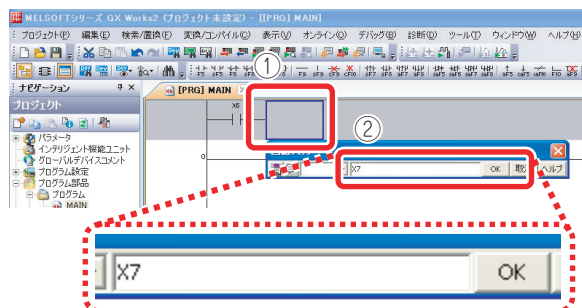 MELSOFTシリーズ GX Works2 (プロジェクト未設定) - [[PRG] MAIN]
プロジェクト(P) 編集(E) 検索/置換(F) 変換/コンパイル(C) 表示(V) オンライン(O) デバッグ(B) 診断(D) ツール(T) ウィンドウ(W) ヘルプ(H)
ナビゲーション
[PRG] MAIN
①
プロジェクト
X6
②
パラメータ
インテリジェント機能ユニット
グローバルデバイスコメント
プログラム設定
プログラム部品
プログラム
MAIN
0
X7 OK 取消 ヘルプ
X7 OK